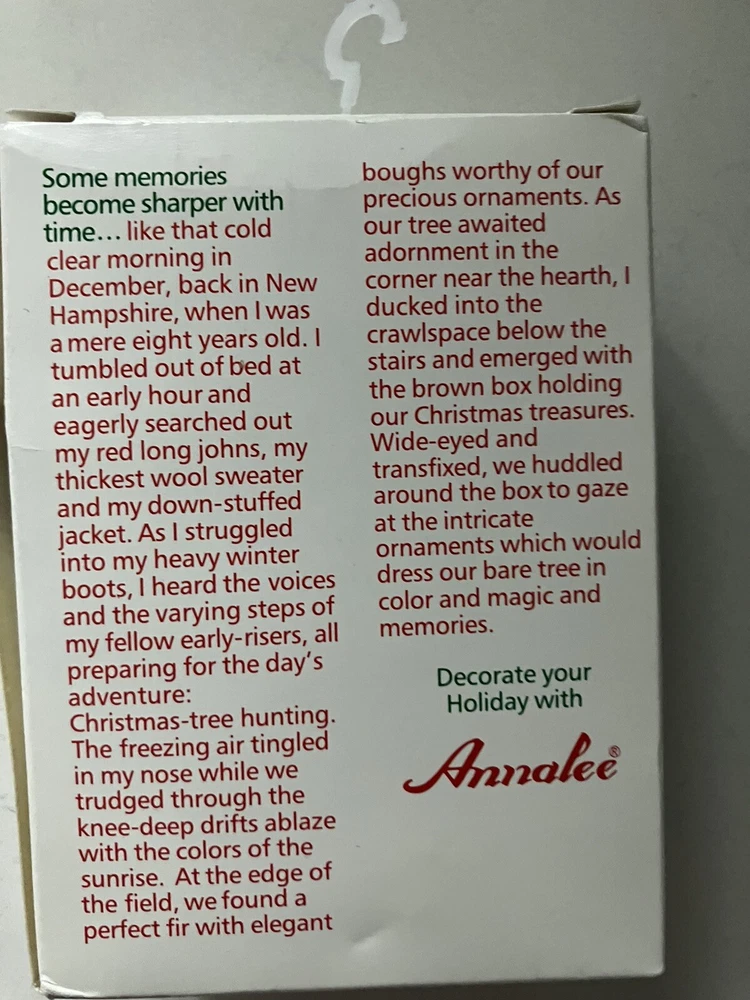 Some memories
become sharper with
time... like that cold
clear morning in
December, back in New
Hampshire, when I was
a mere eight years old. I
tumbled out of bed at
an early hour and
eagerly searched out
my red long johns, my
thickest wool sweater
and my down-stuffed
jacket. As I struggled
into my heavy winter
boots, I heard the voices
and the varying steps of
my fellow early-risers, all
preparing for the day's
adventure:
Christmas-tree hunting.
The freezing air tingled
in my nose while we
trudged through the
knee-deep drifts ablaze
with the colors of the
sunrise. At the edge of
the field, we found a
perfect fir with elegant
boughs worthy of our
precious ornaments. As
our tree awaited
adornment in the
corner near the hearth, I
ducked into the
crawlspace below the
stairs and emerged with
the brown box holding
our Christmas treasures.
Wide-eyed and
transfixed, we huddled
around the box to gaze
at the intricate
ornaments which would
dress our bare tree in
color and magic and
memories.
Decorate your
Holiday with
Annalee®